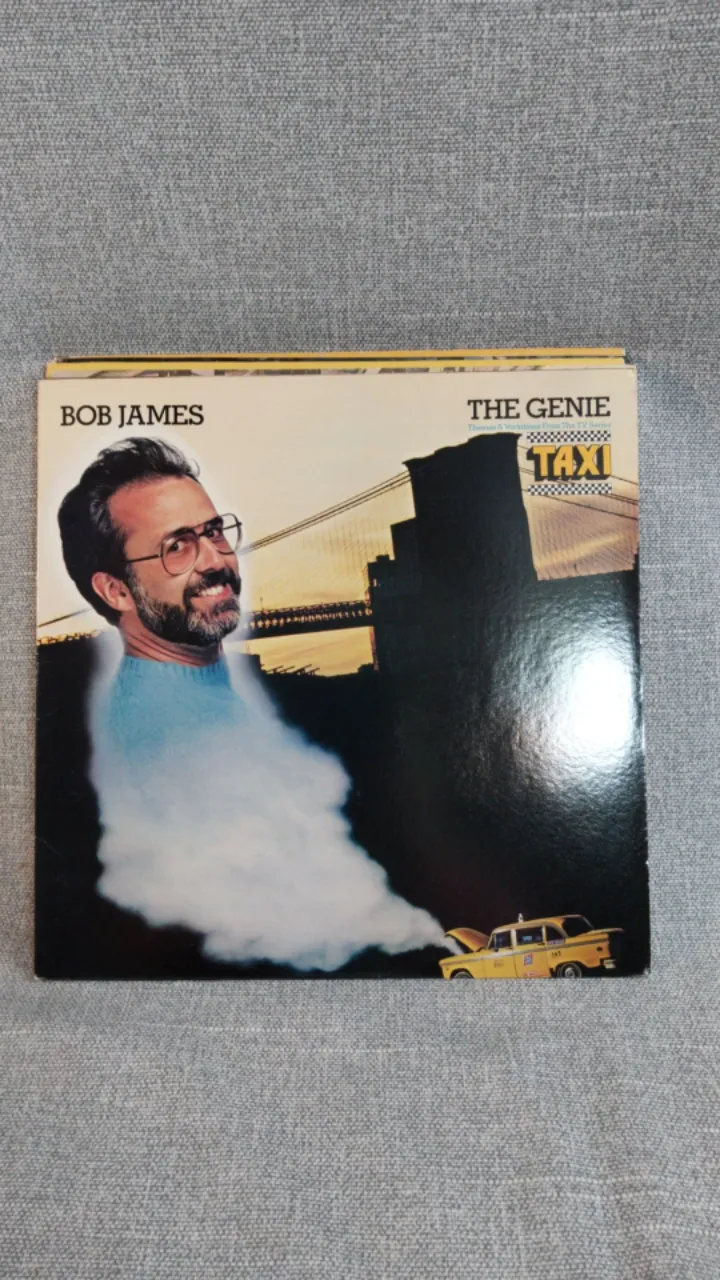 BOB JAMES
THE GENIE
Themes & Variations From The TV Series
TAXI